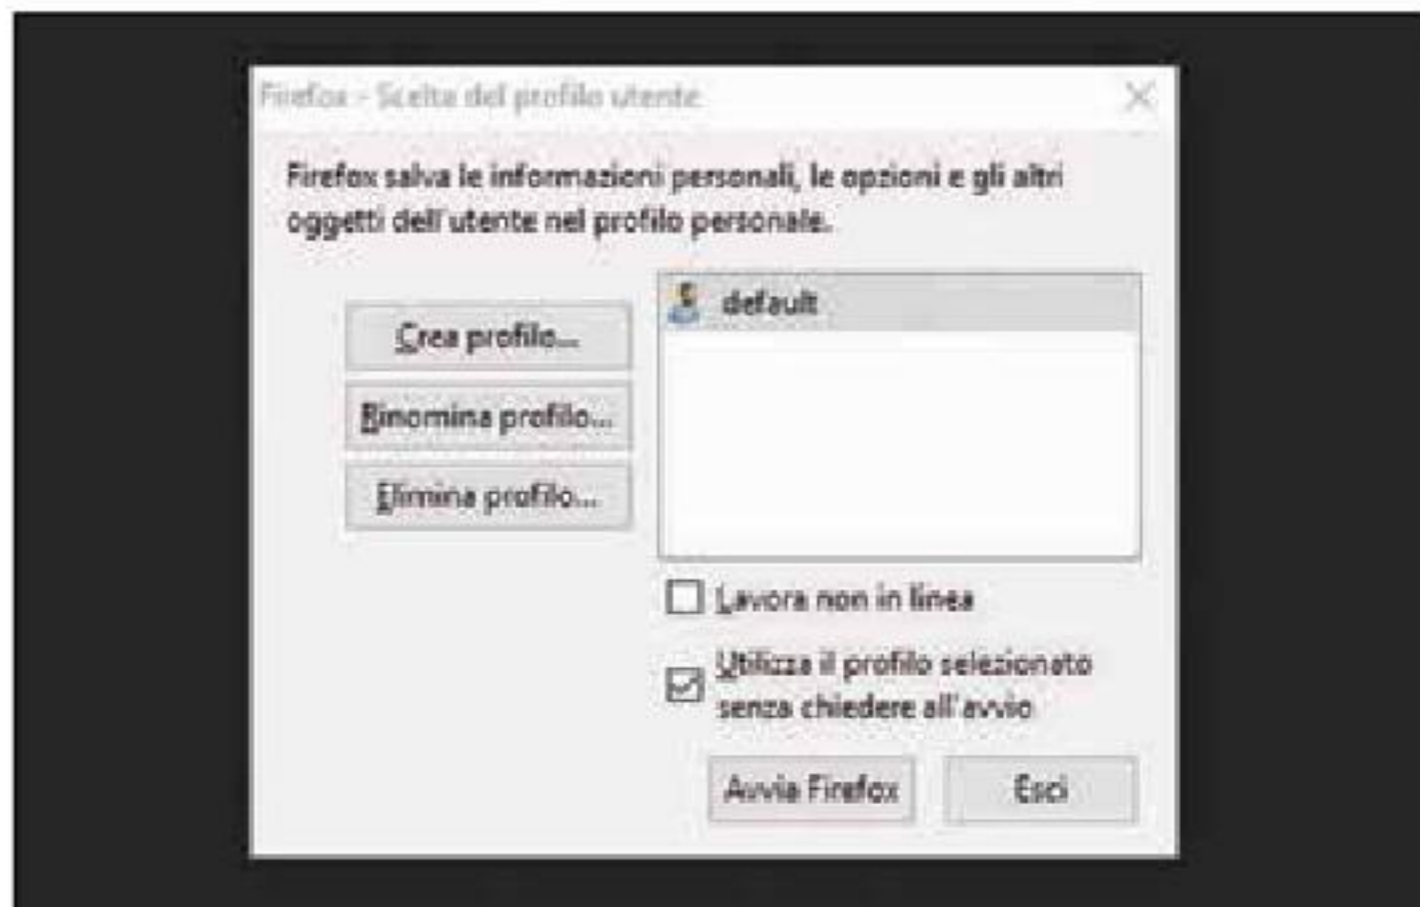 Firefox - Scelta del profilo utente
Firefox salva le informazioni personali, le opzioni e gli altri
oggetti dell'utente nel profilo personale.
default
Crea profilo...
Rinomina profilo...
Elimina profilo...
Lavora non in linea
Utilizza il profilo selezionato
senza chiedere all'avvio
Avvia Firefox
Esci